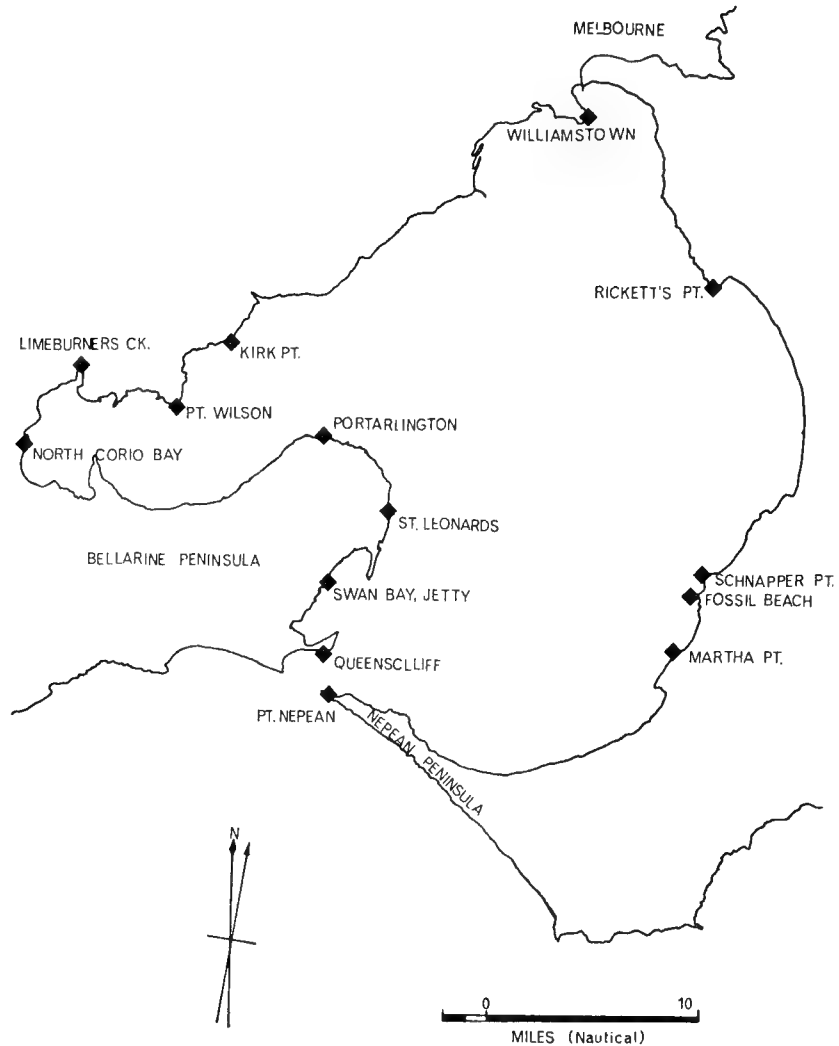 MELBOURNE
WILLIAMSTOWN
RICKETT'S PT.
LIMEBURNERS CK.
KIRK PT.
PT. WILSON
PORTARLINGTON
NORTH CORIO BAY
ST. LEONARDS
BELLARINE PENINSULA
SCHNAPPER PT.
SWAN BAY, JETTY
FOSSIL BEACH
QUEENSCLLIFF
MARTHA PT.
PT. NEPEAN
NEPEAN PENINSULA
N
0 10
MILES (Nautical)